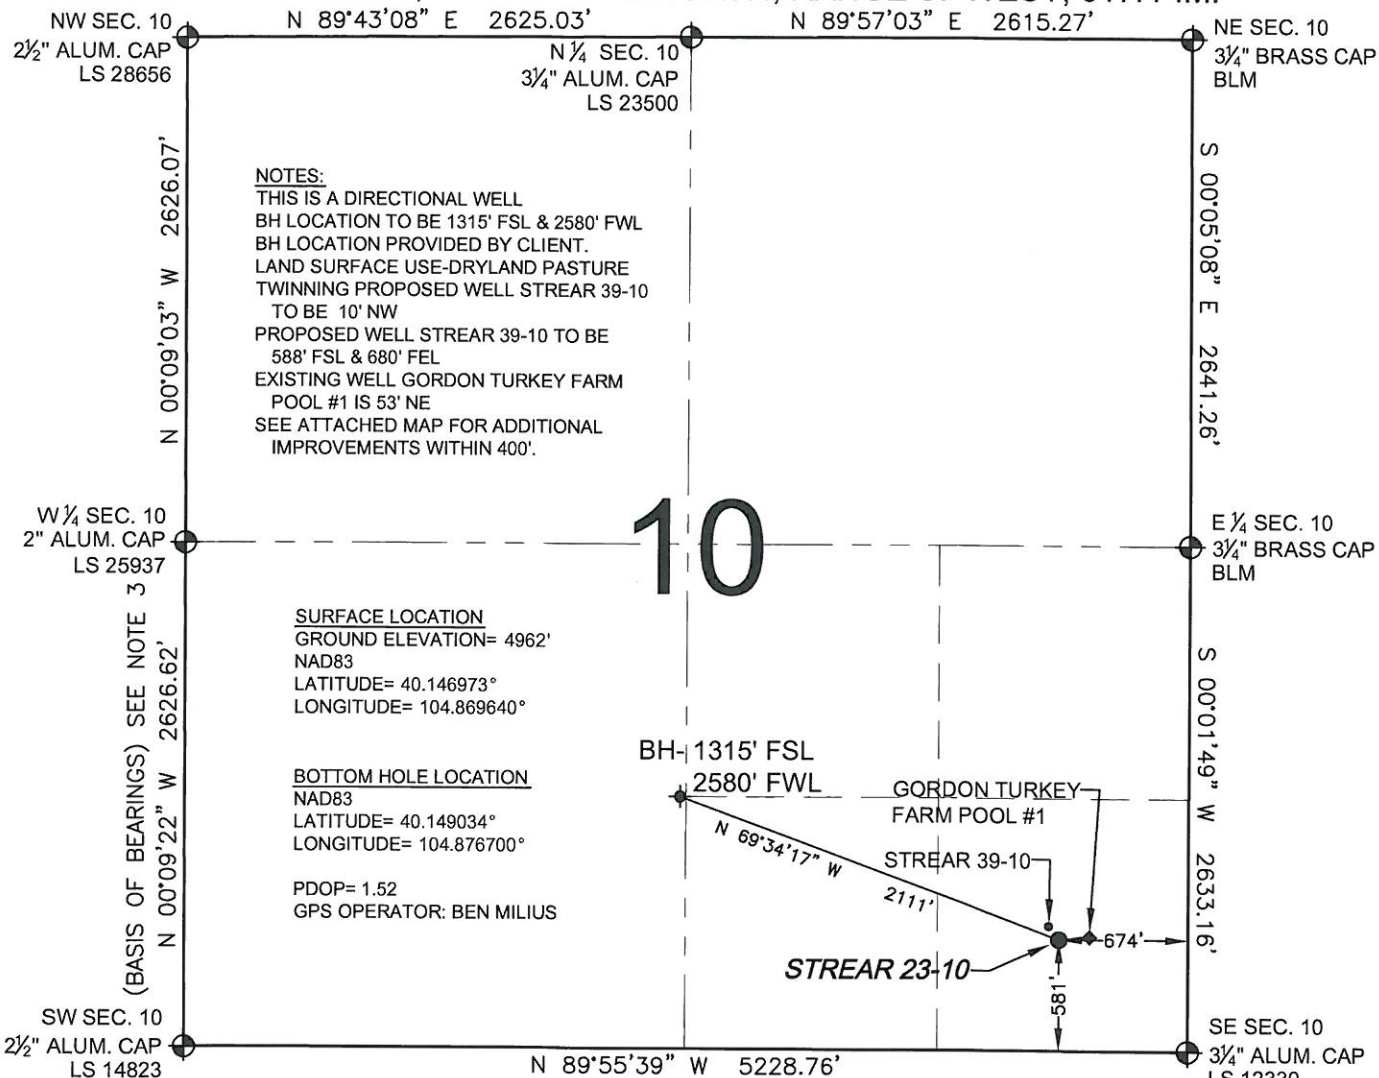 N 89°43'08" E 2625.03'
N 89°57'03" E 2615.27'
NW SEC. 10
2½" ALUM. CAP
LS 28656
N ¼ SEC. 10
3¼" ALUM. CAP
LS 23500
NE SEC. 10
3¼" BRASS CAP
BLM
N 00°09'03" W 2626.07'
S 00°05'08" E 2641.26'
NOTES:
THIS IS A DIRECTIONAL WELL
BH LOCATION TO BE 1315' FSL & 2580' FWL
BH LOCATION PROVIDED BY CLIENT.
LAND SURFACE USE-DRYLAND PASTURE
TWINNING PROPOSED WELL STREAR 39-10
TO BE 10' NW
PROPOSED WELL STREAR 39-10 TO BE
588' FSL & 680' FEL
EXISTING WELL GORDON TURKEY FARM
POOL #1 IS 53' NE
SEE ATTACHED MAP FOR ADDITIONAL
IMPROVEMENTS WITHIN 400'.
10
W ¼ SEC. 10
2" ALUM. CAP
LS 25937
E ¼ SEC. 10
3¼" BRASS CAP
BLM
(BASIS OF BEARINGS) SEE NOTE 3
N 00°09'22" W 2626.62'
S 00°01'49" W 2633.16'
SURFACE LOCATION
GROUND ELEVATION= 4962'
NAD83
LATITUDE= 40.146973°
LONGITUDE= 104.869640°
BOTTOM HOLE LOCATION
NAD83
LATITUDE= 40.149034°
LONGITUDE= 104.876700°
PDOP= 1.52
GPS OPERATOR: BEN MILIUS
BH- 1315' FSL
2580' FWL
GORDON TURKEY
FARM POOL #1
N 69°34'17" W 2111'
STREAR 39-10
674'
STREAR 23-10
581'
SW SEC. 10
2½" ALUM. CAP
LS 14823
N 89°55'39" W 5228.76'
SE SEC. 10
3¼" ALUM. CAP